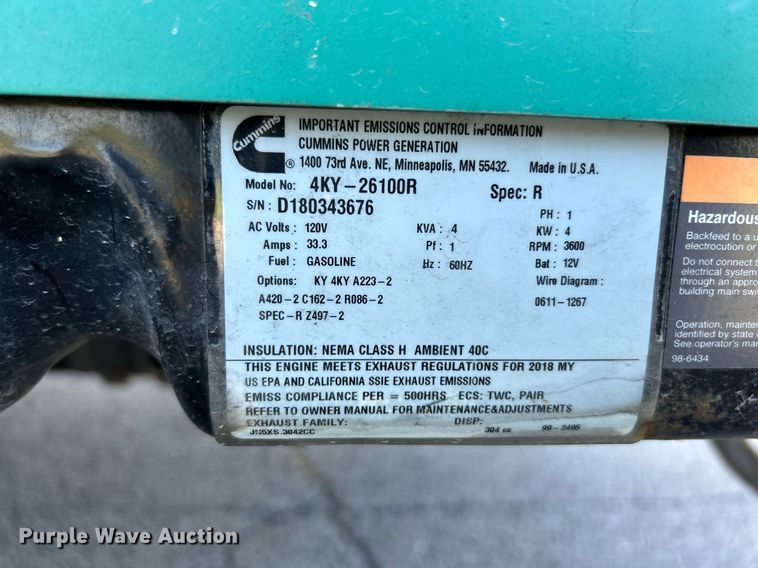 Cummins
IMPORTANT EMISSIONS CONTROL INFORMATION
CUMMINS POWER GENERATION
® 1400 73rd Ave. NE, Minneapolis, MN 55432. Made in U.S.A.
Model No: 4KY-26100R Spec: R
S/N : D180343676 PH : 1
AC Volts : 120V KVA : 4 KW : 4
Amps : 33.3 Pf : 1 RPM : 3600
Fuel : GASOLINE Hz : 60HZ Bat : 12V
Options: KY 4KY A223-2 Wire Diagram :
A420-2 C162-2 R086-2 0611-1267
SPEC-R Z497-2
INSULATION: NEMA CLASS H AMBIENT 40C
THIS ENGINE MEETS EXHAUST REGULATIONS FOR 2018 MY
US EPA AND CALIFORNIA SSIE EXHAUST EMISSIONS
EMISS COMPLIANCE PER = 500HRS ECS: TWC, PAIR
REFER TO OWNER MANUAL FOR MAINTENANCE&ADJUSTMENTS
EXHAUST FAMILY: DISP:
304 cc 99-2495
Hazardous
Backfeed to a u
electrocution or
Do not connect
electrical system
through an appro
building main swi
Operation, mainte
identified by state
See operator's ma
98-6434
Purple Wave Auction